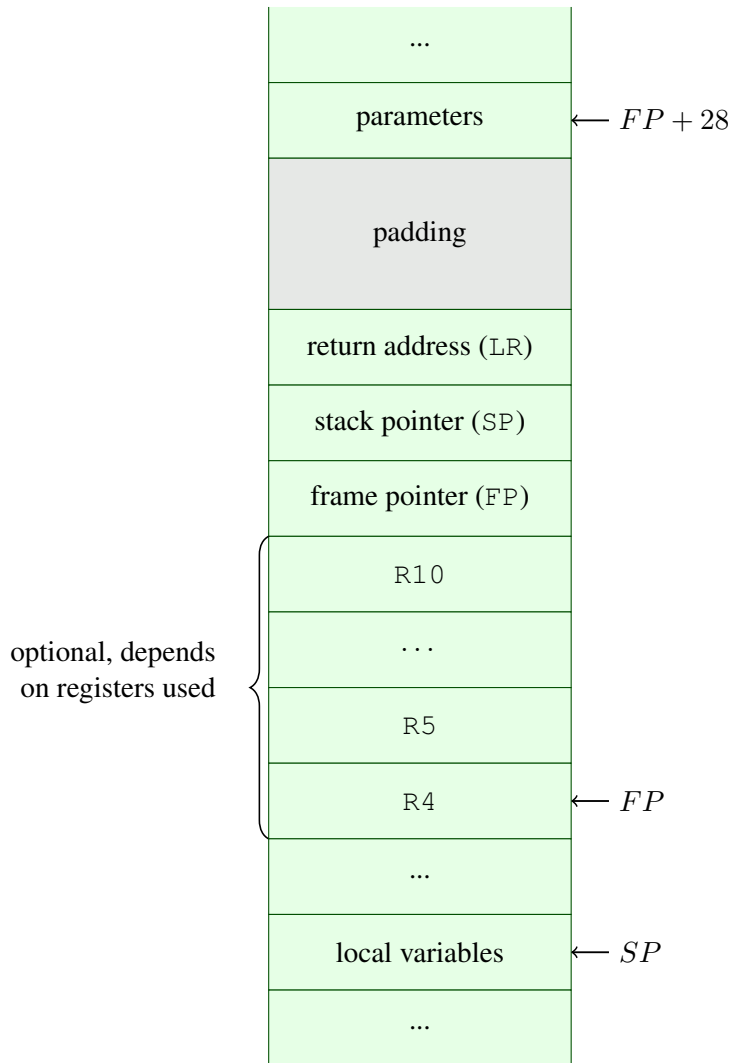 ...
parameters
FP + 28
padding
return address (LR)
stack pointer (SP)
frame pointer (FP)
R10
optional, depends
on registers used
...
R5
R4
FP
...
local variables
SP
...